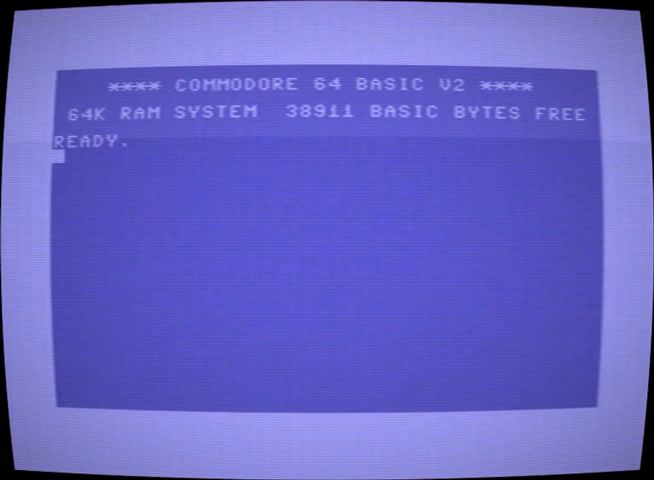 **** COMMODORE 64 BASIC V2 ****
64K RAM SYSTEM  38911 BASIC BYTES FREE
READY.